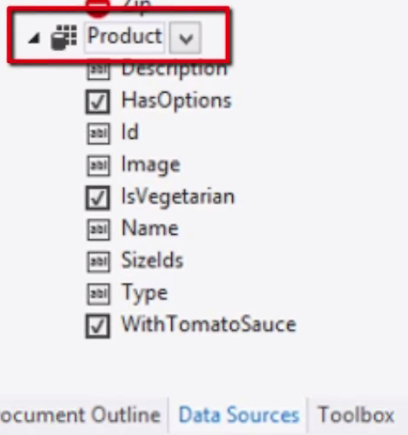 Zip
Product
Description
HasOptions
Id
Image
IsVegetarian
Name
SizeIds
Type
WithTomatoSauce
ocument Outline Data Sources Toolbox